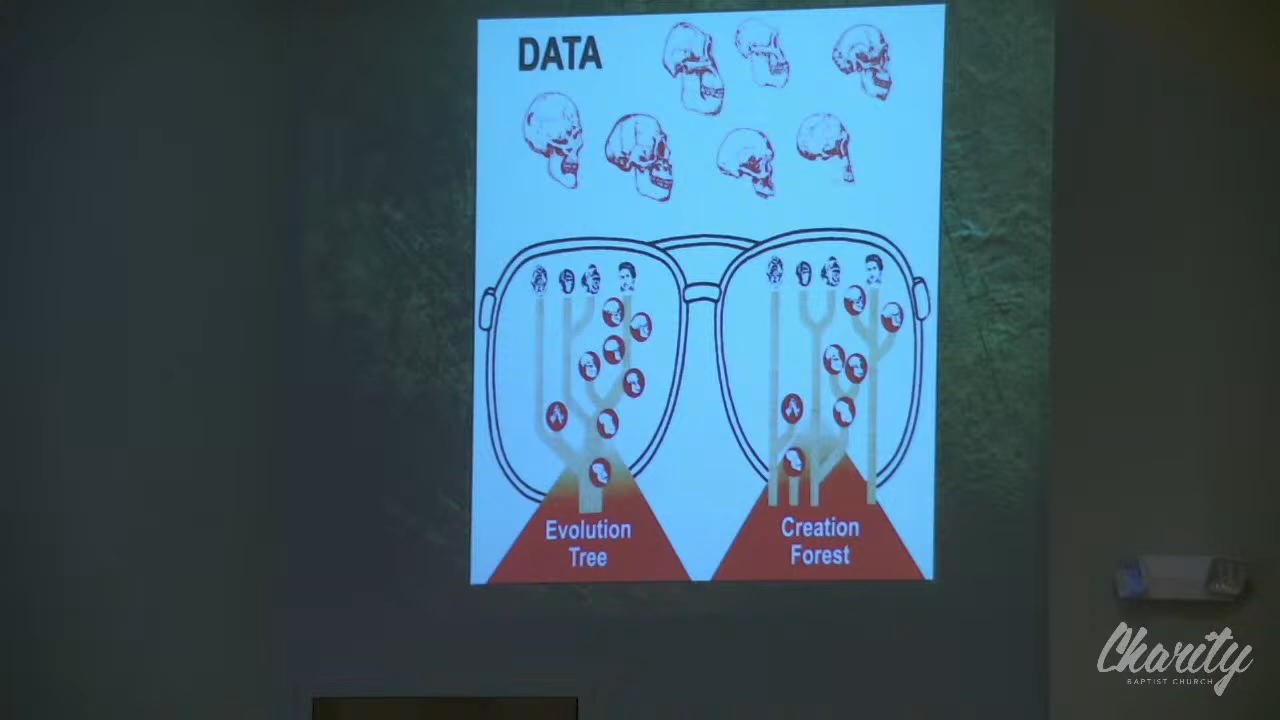 DATA
Evolution
Tree
Creation
Forest
Charity
BAPTIST CHURCH